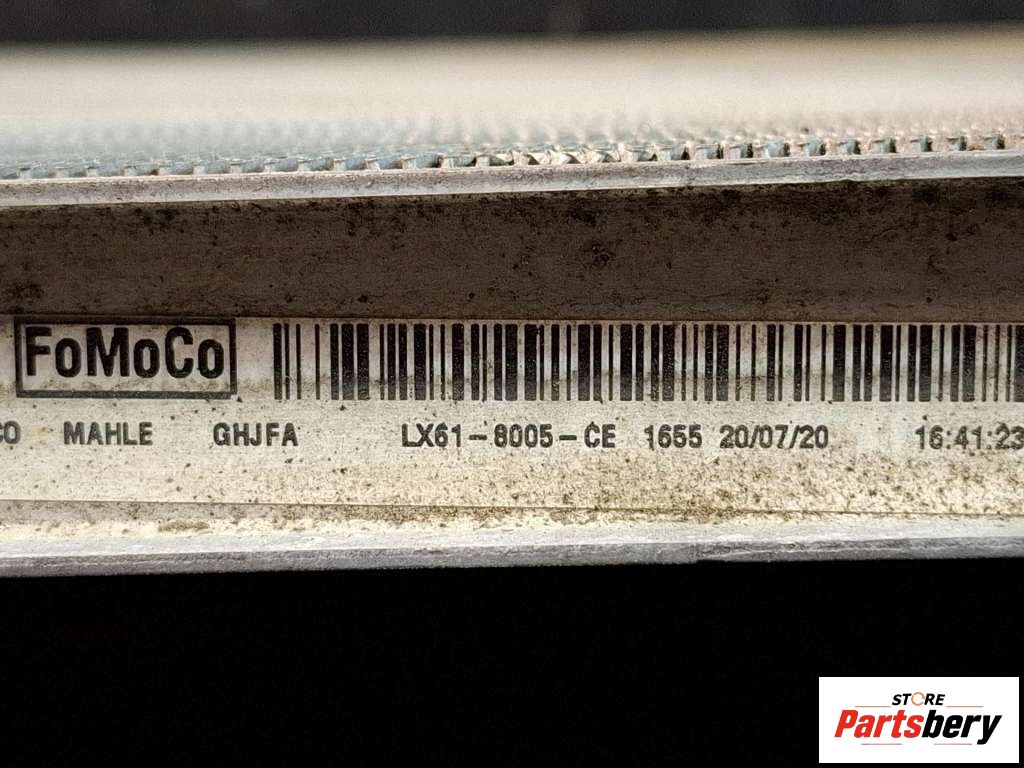 FoMoCo
CO MAHLE GHJFA LX61-8005-CE 1655 20/07/20 16:41:23
STORE
Partsbery